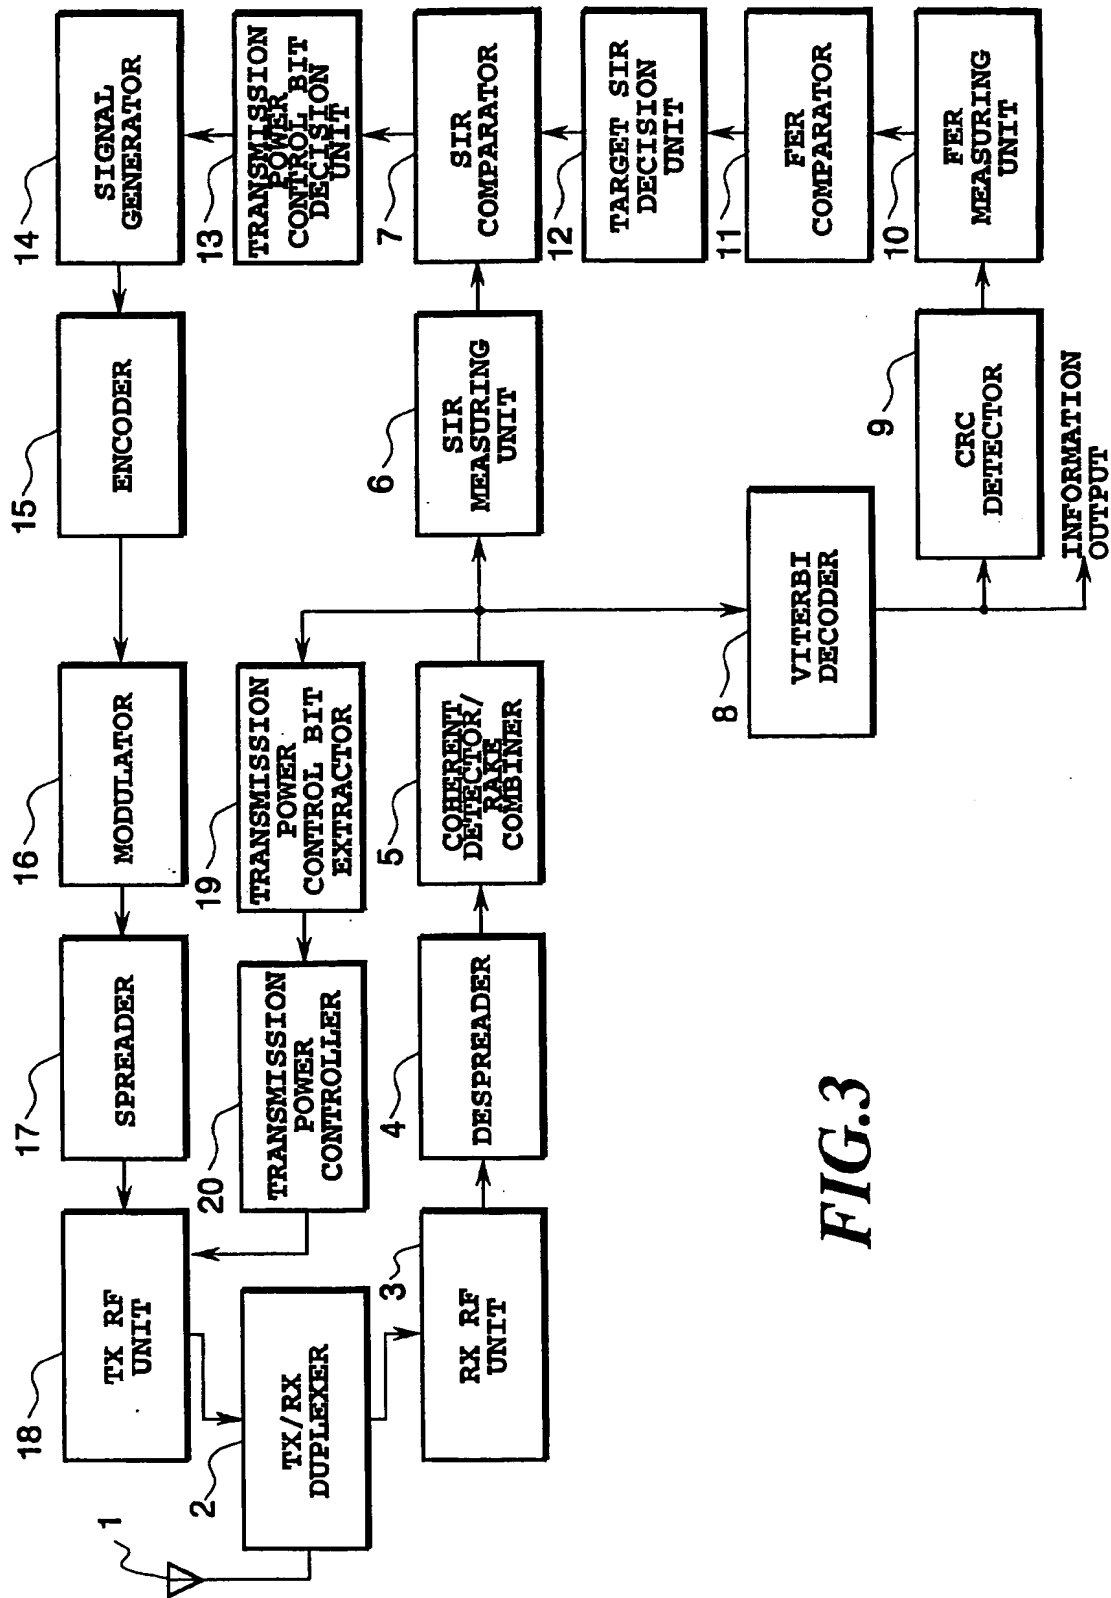 14
SIGNAL
GENERATOR
15
ENCODER
16
MODULATOR
17
SPREADER
18
TX RF
UNIT
13
TRANSMISSION
POWER
CONTROL BIT
DECISION
UNIT
19
TRANSMISSION
POWER
CONTROL BIT
EXTRACTOR
20
TRANSMISSION
POWER
CONTROLLER
1
2
TX/RX
DUPLEXER
3
RX RF
UNIT
4
DESPREADER
5
COHERENT
DETECTOR/
RAKE
COMBINER
6
SIR
MEASURING
UNIT
7
SIR
COMPARATOR
12
TARGET SIR
DECISION
UNIT
11
FER
COMPARATOR
10
FER
MEASURING
UNIT
8
VITERBI
DECODER
9
CRC
DETECTOR
INFORMATION
OUTPUT
FIG.3